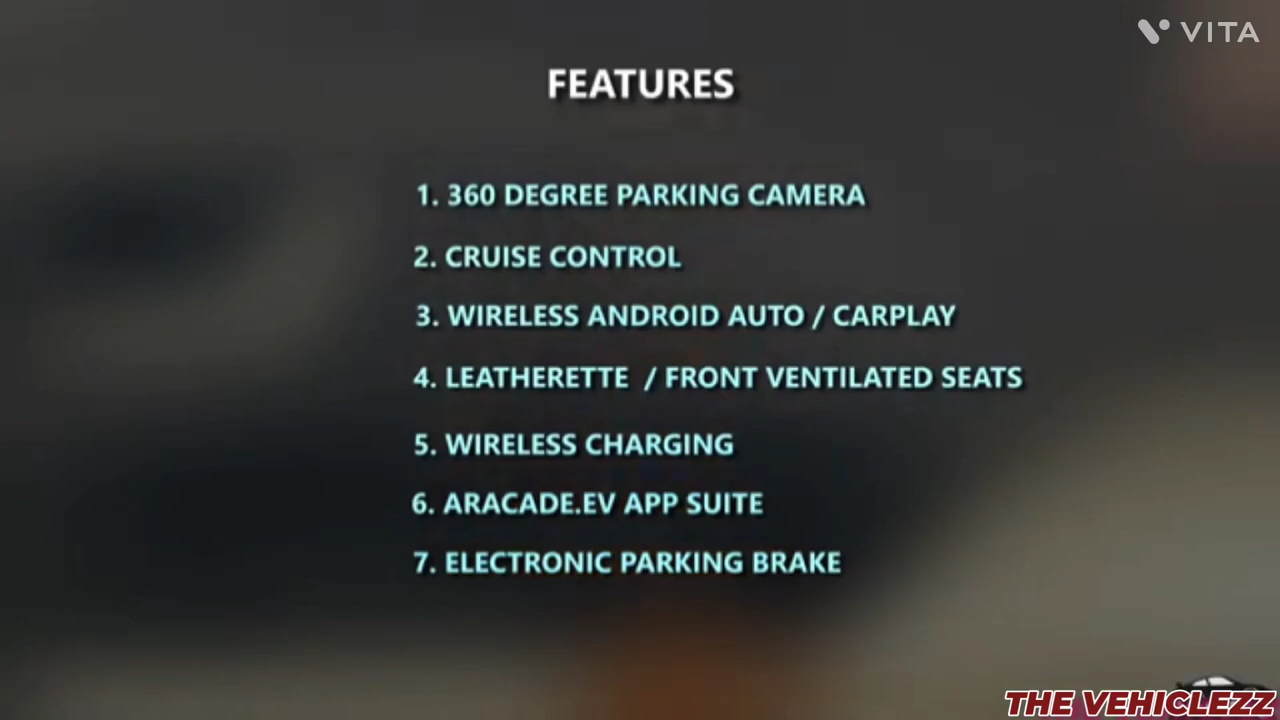 VITA
FEATURES
1. 360 DEGREE PARKING CAMERA
2. CRUISE CONTROL
3. WIRELESS ANDROID AUTO / CARPLAY
4. LEATHERETTE / FRONT VENTILATED SEATS
5. WIRELESS CHARGING
6. ARACADE.EV APP SUITE
7. ELECTRONIC PARKING BRAKE
THE VEHICLEZZ